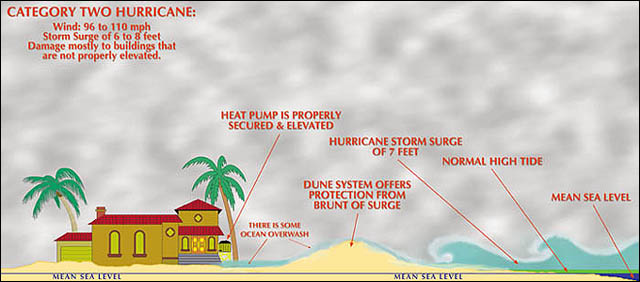 CATEGORY TWO HURRICANE:
Wind: 96 to 110 mph
Storm Surge of 6 to 8 feet
Damage mostly to buildings that
are not properly elevated.
HEAT PUMP IS PROPERLY
SECURED & ELEVATED
HURRICANE STORM SURGE
OF 7 FEET
NORMAL HIGH TIDE
DUNE SYSTEM OFFERS
PROTECTION FROM
BRUNT OF SURGE
MEAN SEA LEVEL
THERE IS SOME
OCEAN OVERWASH
MEAN SEA LEVEL
MEAN SEA LEVEL